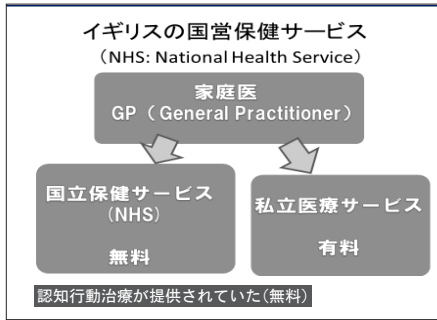 イギリスの国営保健サービス
（NHS: National Health Service）
家庭医
GP（General Practitioner）
国立保健サービス
（NHS）
無料
私立医療サービス
有料
認知行動治療が提供されていた（無料）